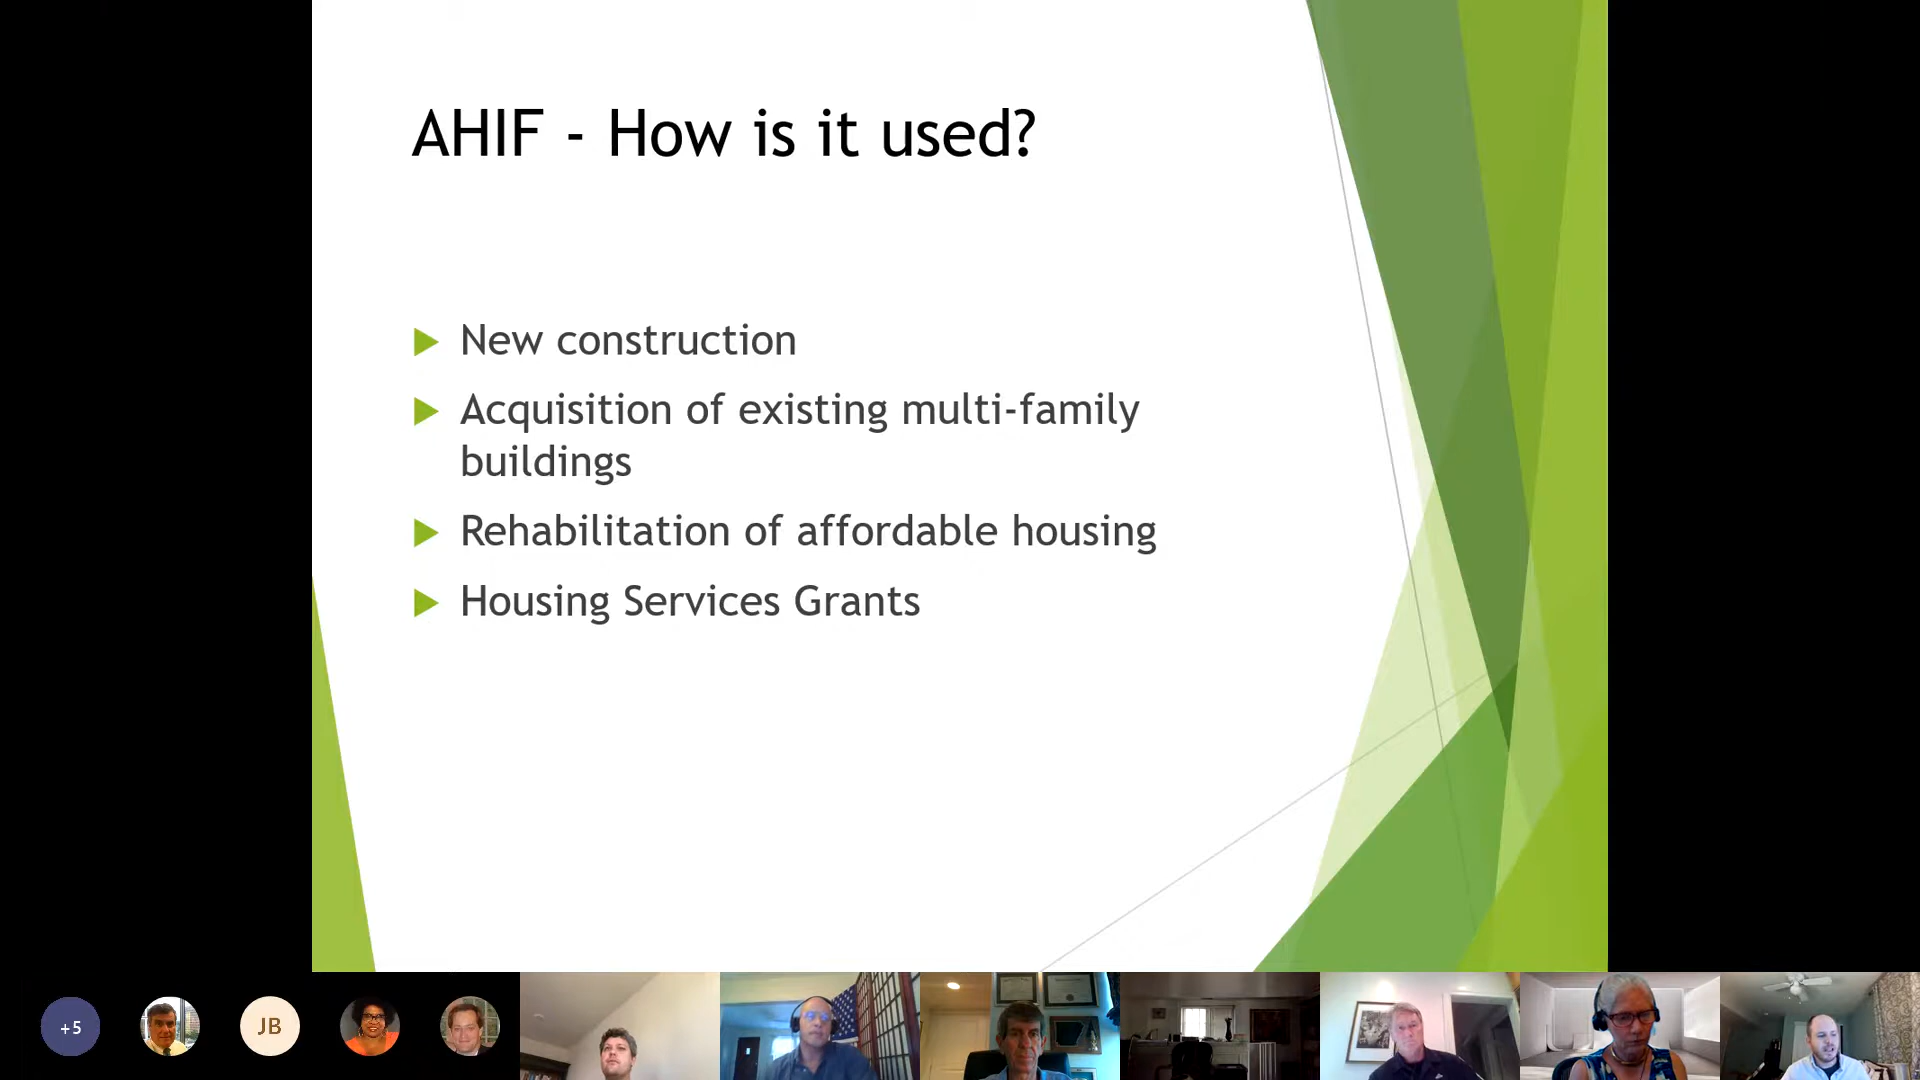 AHIF - How is it used?
New construction
Acquisition of existing multi-family
buildings
Rehabilitation of affordable housing
Housing Services Grants
+5
JB